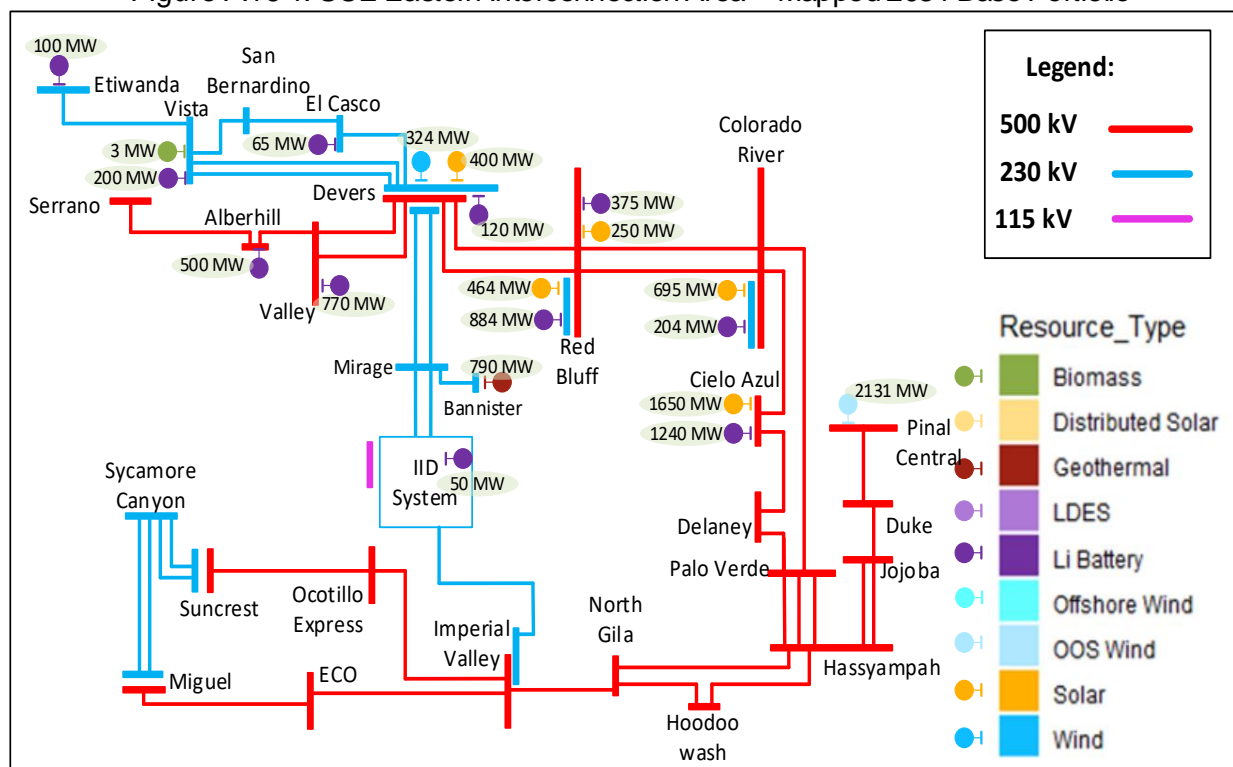 100 MW
Etiwanda
San
Bernardino
Vista
El Casco
3 MW
65 MW
200 MW
324 MW
400 MW
Devers
120 MW
Serrano
Alberhill
500 MW
Valley
770 MW
375 MW
250 MW
464 MW
884 MW
Red
Bluff
Colorado
River
695 MW
204 MW
Cielo Azul
1650 MW
1240 MW
2131 MW
Pinal
Central
Mirage
790 MW
Bannister
IID
System
50 MW
Sycamore
Canyon
Suncrest
Ocotillo
Express
Imperial
Valley
North
Gila
Miguel
ECO
Hoodoo
wash
Delaney
Palo Verde
Duke
Jojoba
Hassyampah
Legend:
500 kV
230 kV
115 kV
Resource_Type
Biomass
Distributed Solar
Geothermal
LDES
Li Battery
Offshore Wind
OOS Wind
Solar
Wind